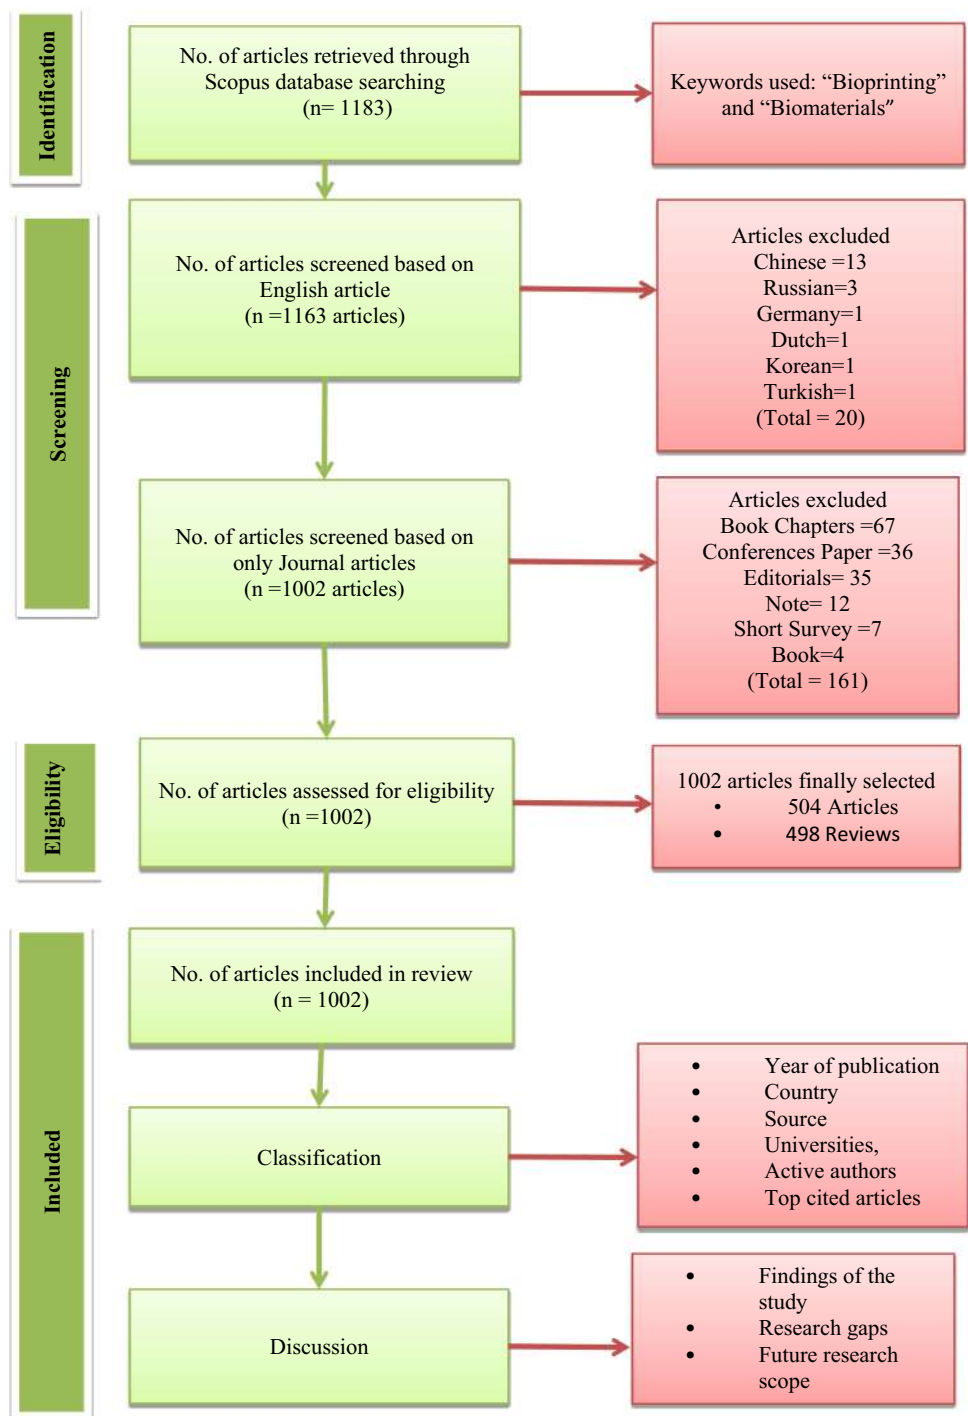 Identification
No. of articles retrieved through
Scopus database searching
(n= 1183)
Keywords used: “Bioprinting”
and “Biomaterials”
Screening
No. of articles screened based on
English article
(n =1163 articles)
Articles excluded
Chinese =13
Russian=3
Germany=1
Dutch=1
Korean=1
Turkish=1
(Total = 20)
No. of articles screened based on
only Journal articles
(n =1002 articles)
Articles excluded
Book Chapters =67
Conferences Paper =36
Editorials= 35
Note= 12
Short Survey =7
Book=4
(Total = 161)
Eligibility
No. of articles assessed for eligibility
(n =1002)
1002 articles finally selected
• 504 Articles
• 498 Reviews
Included
No. of articles included in review
(n = 1002)
Classification
• Year of publication
• Country
• Source
• Universities,
• Active authors
• Top cited articles
Discussion
• Findings of the
study
• Research gaps
• Future research
scope